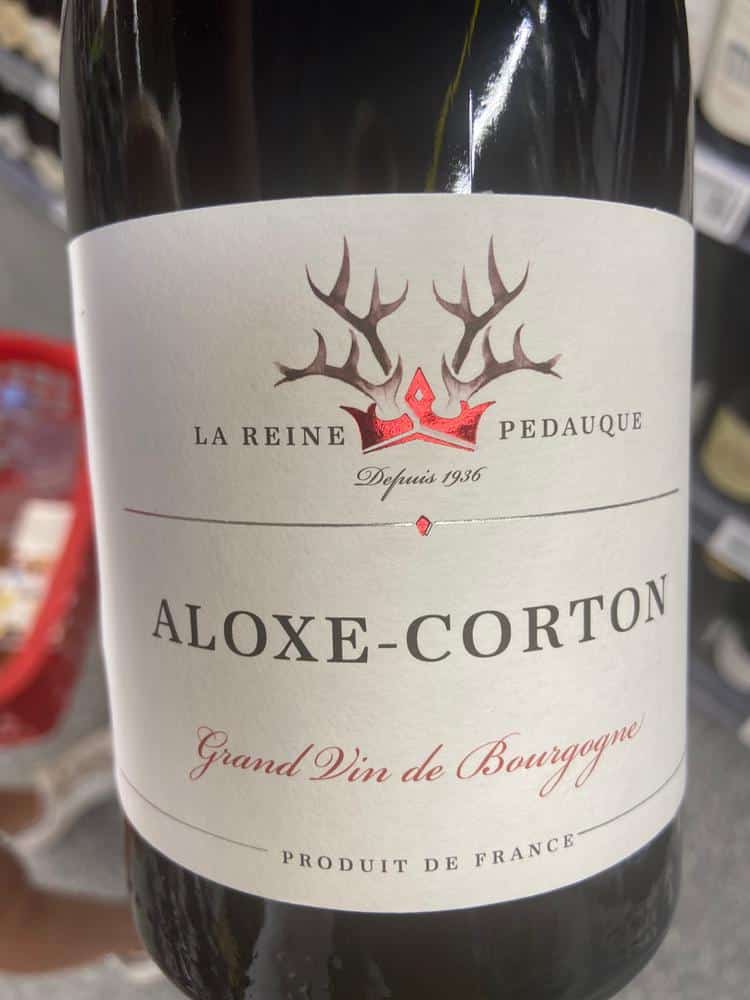 LA REINE PEDAUQUE
Depuis 1936
ALOXE-CORTON
Grand Vin de Bourgogne
PRODUIT DE FRANCE